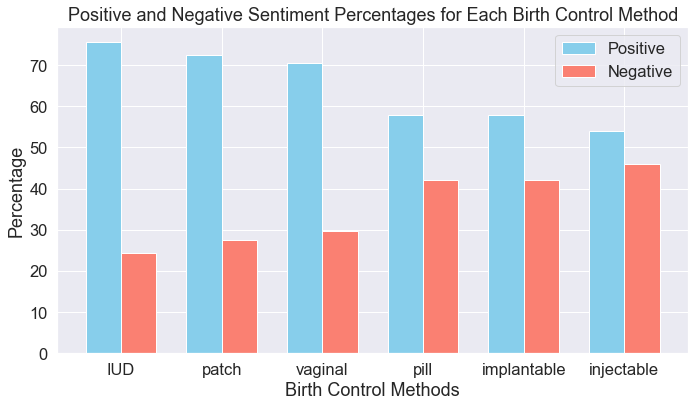 Positive and Negative Sentiment Percentages for Each Birth Control Method
Positive
Negative
Percentage
70
60
50
40
30
20
10
0
IUD patch vaginal pill implantable injectable
Birth Control Methods